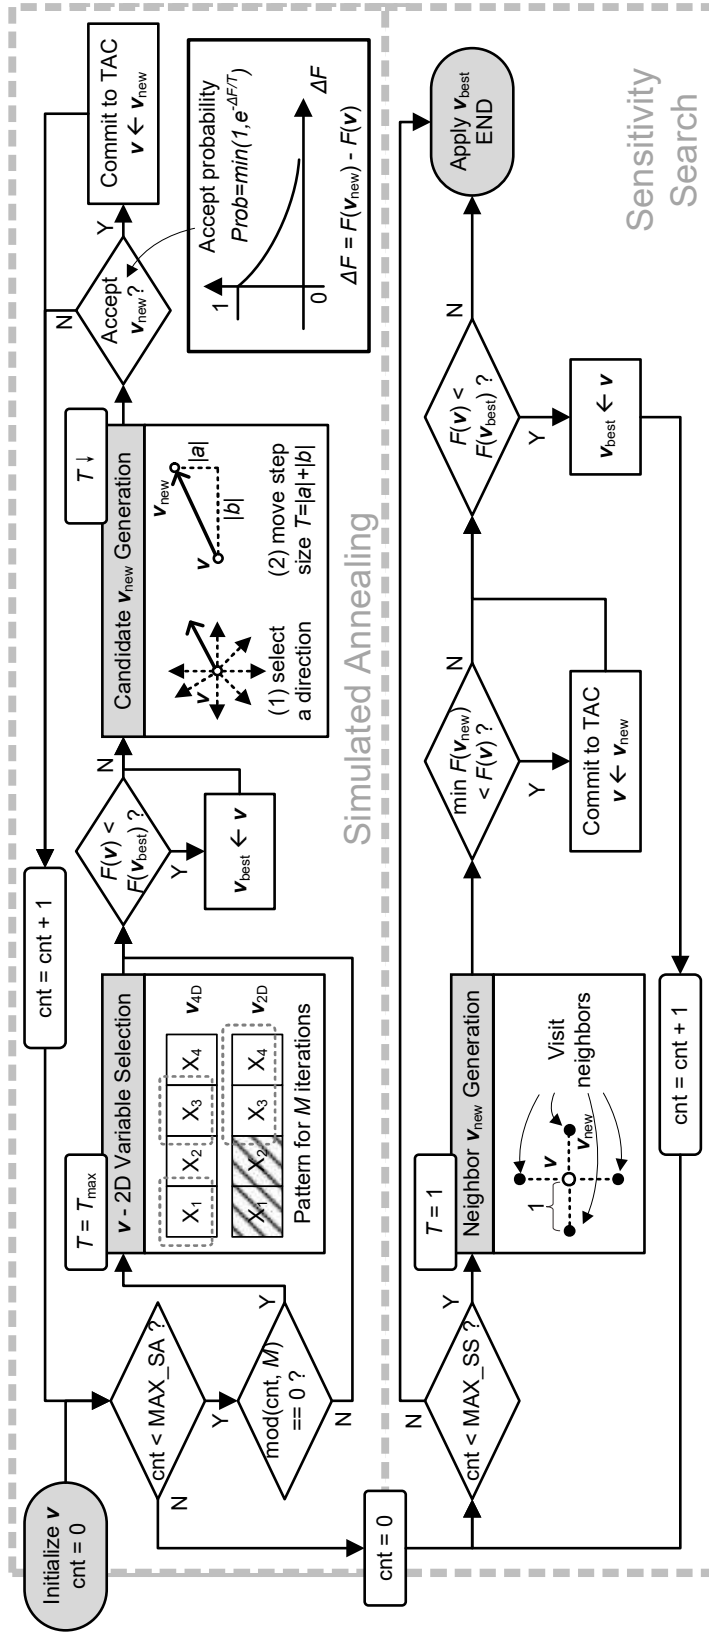 Initialize v
cnt = 0
cnt < MAX_SA ?
Y
N
mod(cnt, M)
== 0 ?
Y
N
T = Tmax
v - 2D Variable Selection
X1 X2 X3 X4 v4D
X1 X2 X3 X4 v2D
Pattern for M iterations
F(v) <
F(vbest) ?
N
Y
vbest ← v
T ↓
Candidate vnew Generation
v
(1) select
a direction
v
vnew
|a|
|b|
(2) move step
size T=|a|+|b|
Accept
vnew?
N
Y
Commit to TAC
v ← vnew
Accept probability
Prob=min(1,e-ΔF/T)
1
0
ΔF
ΔF = F(vnew) - F(v)
cnt = cnt + 1
Simulated Annealing
cnt = 0
cnt < MAX_SS ?
N
Y
T = 1
Neighbor vnew Generation
1
v
vnew
Visit
neighbors
min F(vnew)
< F(v) ?
N
Y
Commit to TAC
v ← vnew
F(v) <
F(vbest) ?
N
Y
vbest ← v
Apply vbest
END
cnt = cnt + 1
Sensitivity
Search